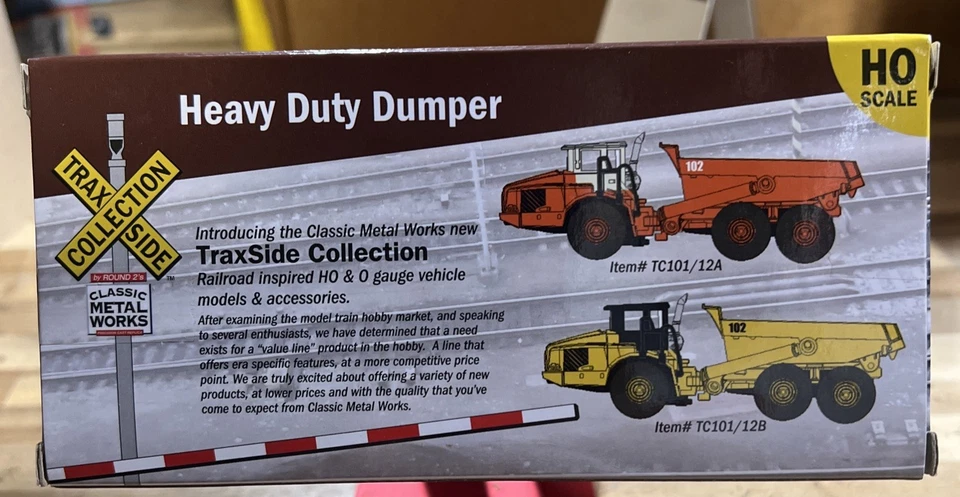 Heavy Duty Dumper
HO
SCALE
TRAX SIDE
COLLECTION
™
by ROUND 2's
CLASSIC
METAL
WORKS
Introducing the Classic Metal Works new
TraxSide Collection
Railroad inspired HO & O gauge vehicle
models & accessories.
After examining the model train hobby market, and speaking
to several enthusiasts, we have determined that a need
exists for a “value line” product in the hobby. A line that
offers era specific features, at a more competitive price
point. We are truly excited about offering a variety of new
products, at lower prices and with the quality that you've
come to expect from Classic Metal Works.
102
Item# TC101/12A
102
Item# TC101/12B